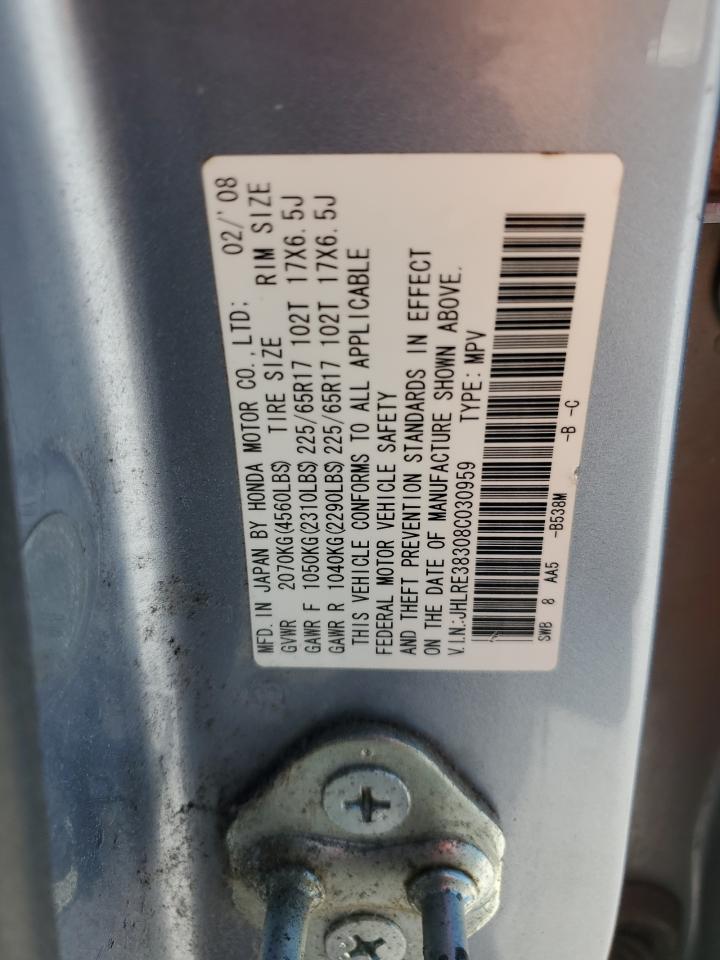 MFD. IN JAPAN BY HONDA MOTOR CO., LTD: 02/'08
GVWR 2070KG(4560LBS) TIRE SIZE RIM SIZE
GAWR F 1050KG(2310LBS) 225/65R17 102T 17X6.5J
GAWR R 1040KG(2290LBS) 225/65R17 102T 17X6.5J
THIS VEHICLE CONFORMS TO ALL APPLICABLE
FEDERAL MOTOR VEHICLE SAFETY
AND THEFT PREVENTION STANDARDS IN EFFECT
ON THE DATE OF MANUFACTURE SHOWN ABOVE.
V.I.N.:JHLRE38308C030959 TYPE: MPV
SWB 8 AA5 -B538M -B -C